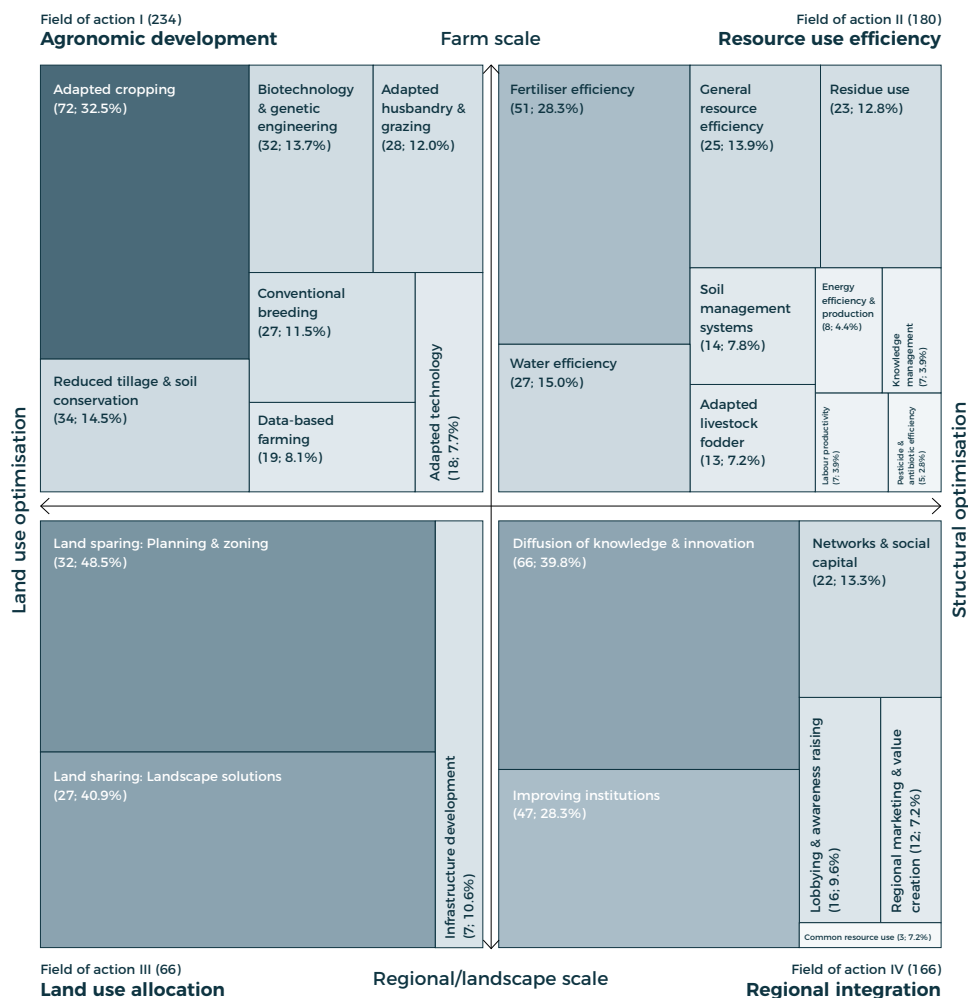 Field of action I (234)
Agronomic development
Farm scale
Field of action II (180)
Resource use efficiency
Adapted cropping
(72; 32.5%)
Biotechnology
& genetic
engineering
(32; 13.7%)
Adapted
husbandry &
grazing
(28; 12.0%)
Reduced tillage & soil
conservation
(34; 14.5%)
Conventional
breeding
(27; 11.5%)
Data-based
farming
(19; 8.1%)
Adapted technology
(18; 7.7%)
Fertiliser efficiency
(51; 28.3%)
General
resource
efficiency
(25; 13.9%)
Residue use
(23; 12.8%)
Water efficiency
(27; 15.0%)
Soil
management
systems
(14; 7.8%)
Energy
efficiency &
production
(8; 4.4%)
Knowledge
management
(7; 3.9%)
Adapted
livestock
fodder
(13; 7.2%)
Labour productivity
(7; 3.9%)
Pesticide &
antibiotic efficiency
(5; 2.8%)
Land use optimisation
Structural optimisation
Land sparing: Planning & zoning
(32; 48.5%)
Land sharing: Landscape solutions
(27; 40.9%)
Infrastructure development
(7; 10.6%)
Diffusion of knowledge & innovation
(66; 39.8%)
Networks & social
capital
(22; 13.3%)
Improving institutions
(47; 28.3%)
Lobbying & awareness raising
(16; 9.6%)
Regional marketing & value
creation (12; 7.2%)
Common resource use (3; 7.2%)
Field of action III (66)
Land use allocation
Regional/landscape scale
Field of action IV (166)
Regional integration